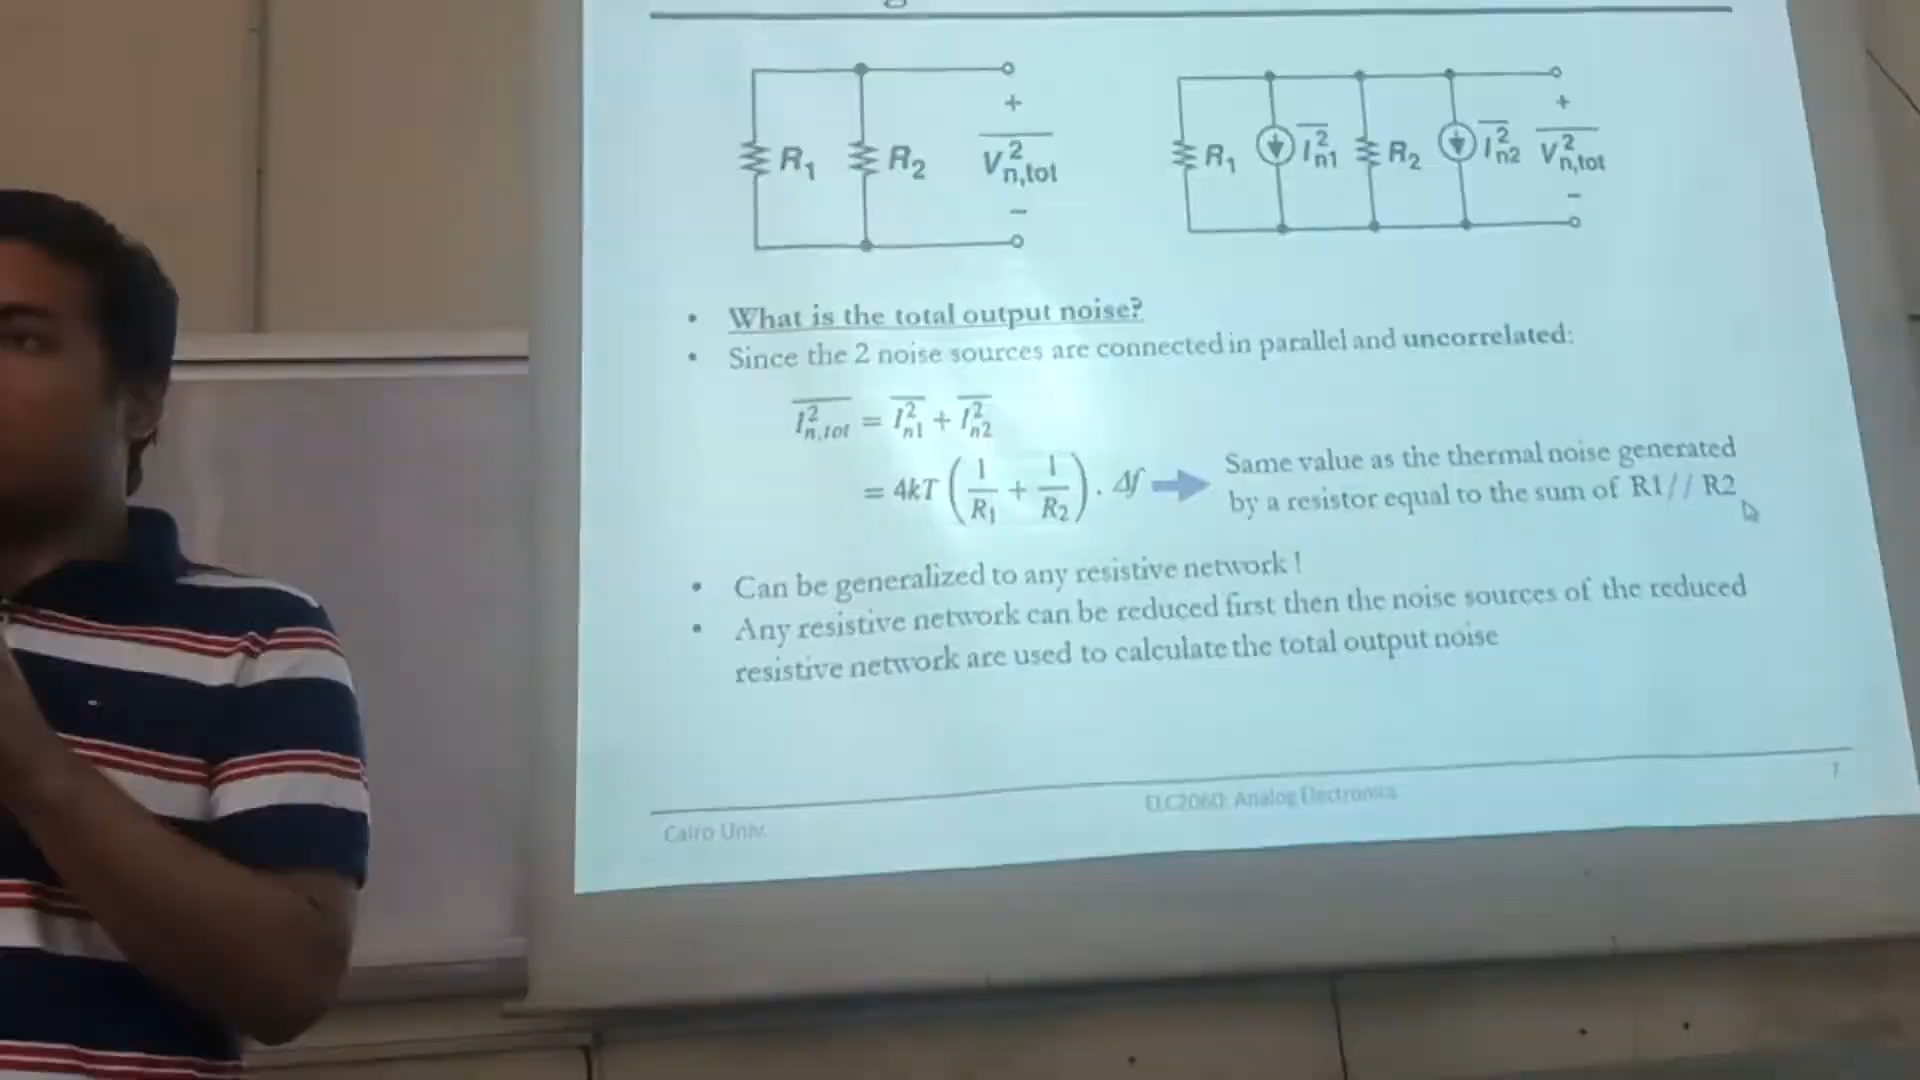 R₁ R₂ + V²n,tot −
R₁ I²n1 R₂ I²n2 + V²n,tot −
• What is the total output noise?
• Since the 2 noise sources are connected in parallel and uncorrelated:
I²n,tot = I²n1 + I²n2
= 4kT (1/R₁ + 1/R₂) . Δf
Same value as the thermal noise generated
by a resistor equal to the sum of R1// R2
• Can be generalized to any resistive network !
• Any resistive network can be reduced first then the noise sources of the reduced
resistive network are used to calculate the total output noise
Cairo Univ.
ELC2060: Analog Electronics
7